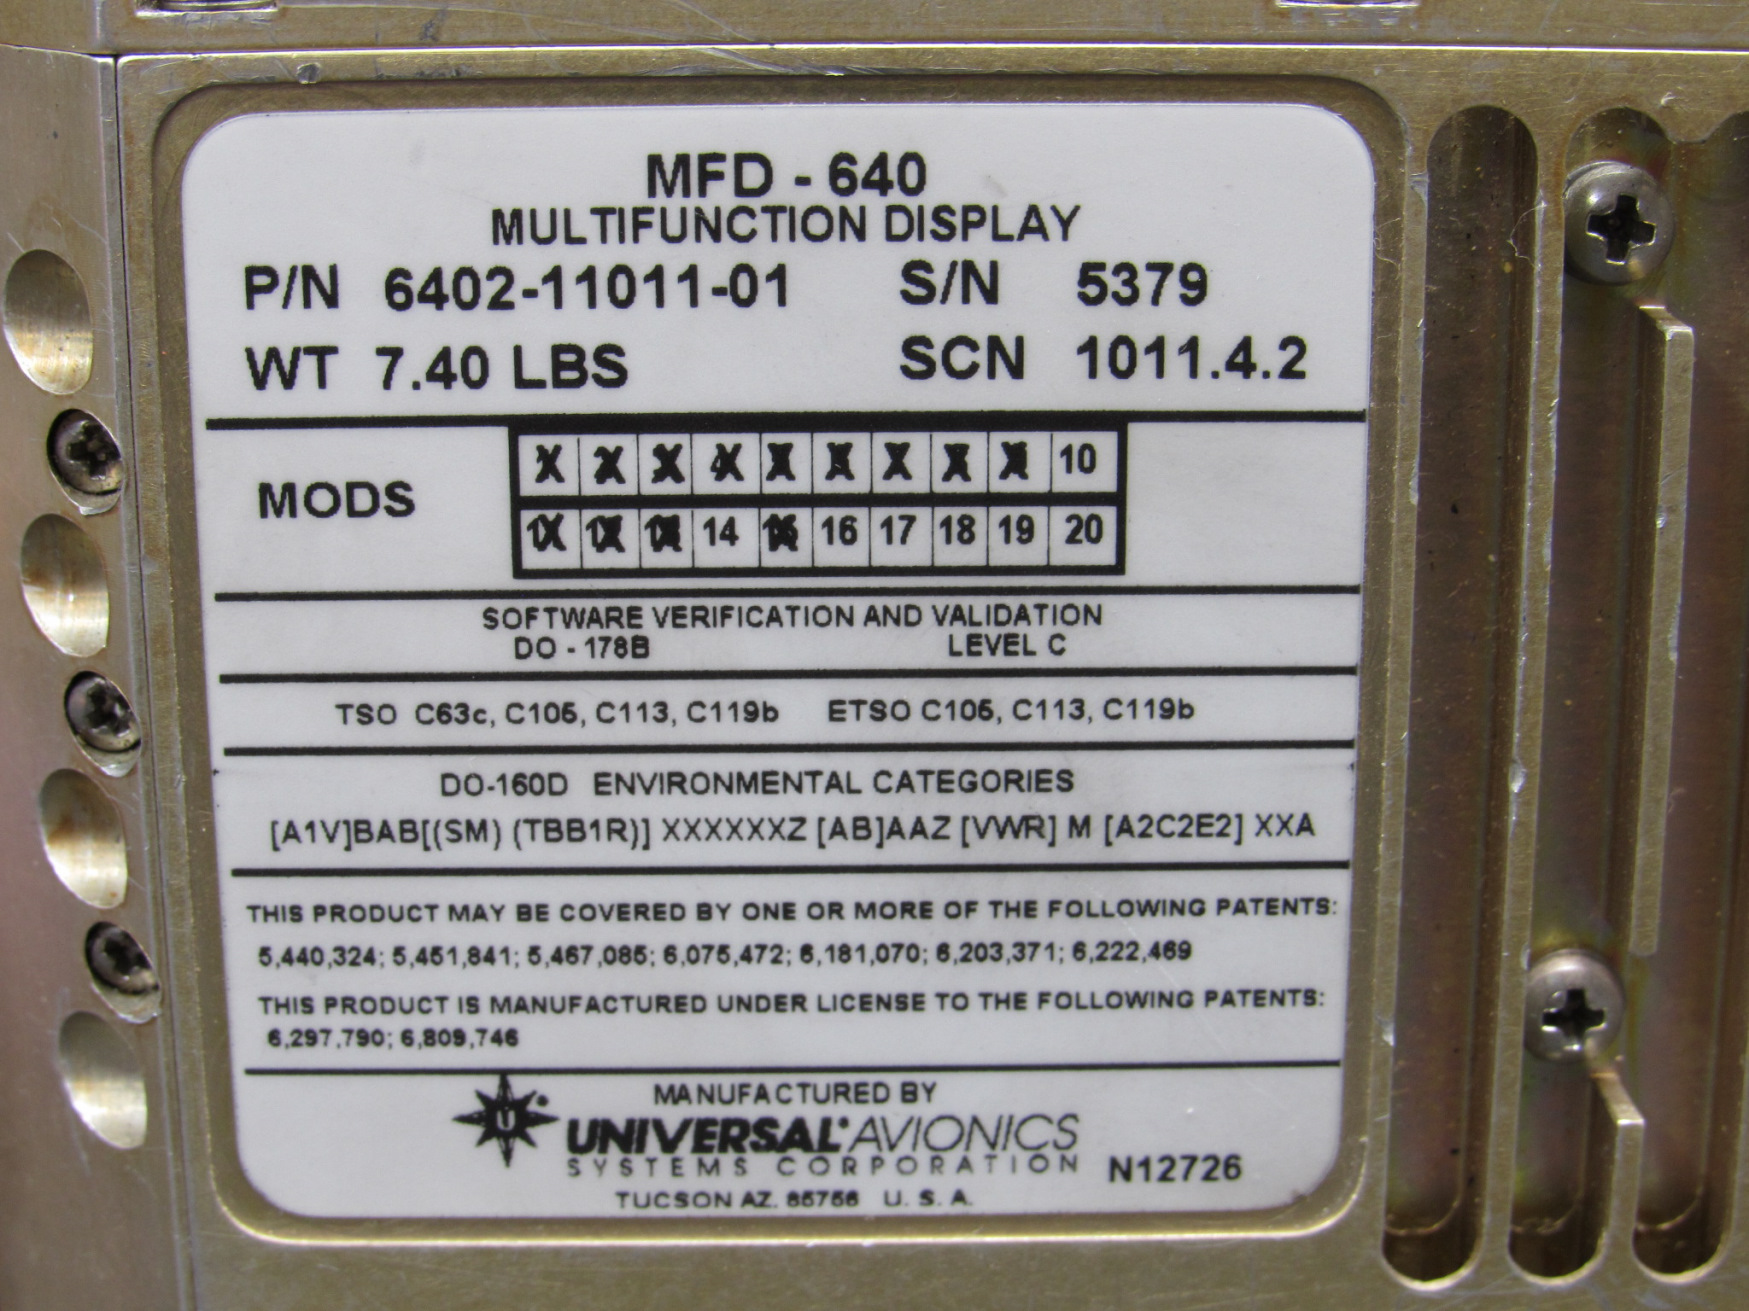 MFD - 640
MULTIFUNCTION DISPLAY
P/N 6402-11011-01 S/N 5379
WT 7.40 LBS SCN 1011.4.2
MODS
10
14 16 17 18 19 20
SOFTWARE VERIFICATION AND VALIDATION
DO - 178B LEVEL C
TSO C63c, C105, C113, C119b ETSO C105, C113, C119b
DO-160D ENVIRONMENTAL CATEGORIES
[A1V]BAB[(SM) (TBB1R)] XXXXXXZ [AB]AAZ [VWR] M [A2C2E2] XXA
THIS PRODUCT MAY BE COVERED BY ONE OR MORE OF THE FOLLOWING PATENTS:
5,440,324; 5,451,841; 5,467,085; 6,075,472; 6,181,070; 6,203,371; 6,222,469
THIS PRODUCT IS MANUFACTURED UNDER LICENSE TO THE FOLLOWING PATENTS:
6,297,790; 6,809,746
MANUFACTURED BY
U
UNIVERSAL AVIONICS
SYSTEMS CORPORATION N12726
TUCSON AZ. 85756 U. S. A.